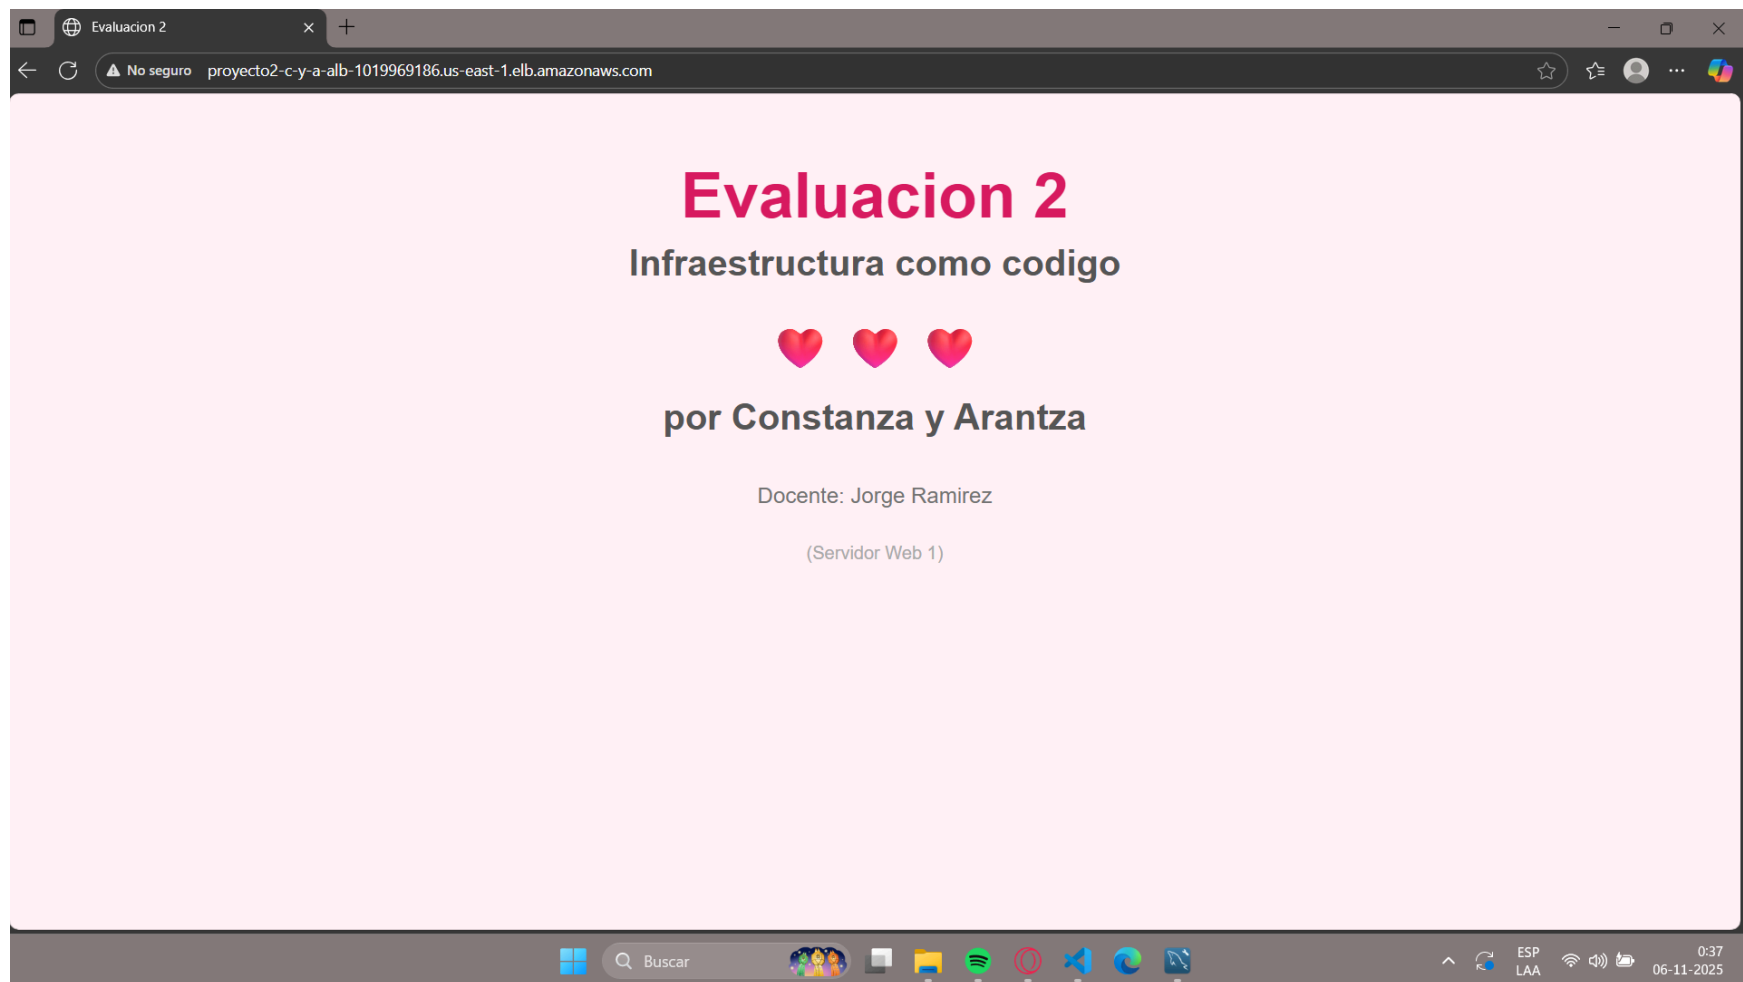 Evaluacion 2
No seguro proyecto2-c-y-a-alb-1019969186.us-east-1.elb.amazonaws.com
Evaluacion 2
Infraestructura como codigo
por Constanza y Arantza
Docente: Jorge Ramirez
(Servidor Web 1)
Buscar
ESP
LAA
0:37
06-11-2025